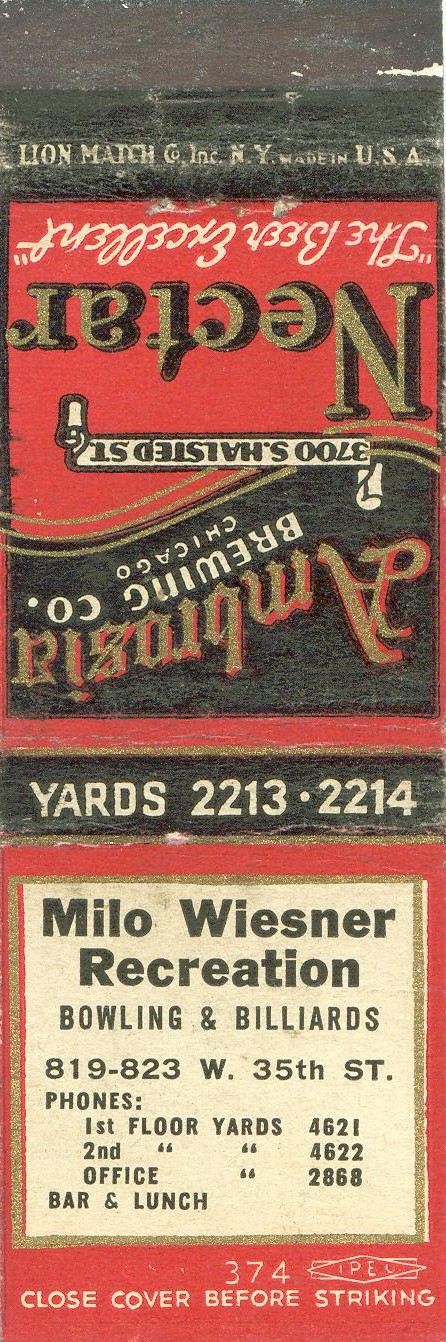 LION MATCH Co. Inc. N.Y. MADE IN U.S.A.
Ambrosia
BREWING CO.
CHICAGO
3700 S. HALSTED ST.
Nectar
"The Beer Excellent"
YARDS 2213 • 2214
Milo Wiesner
Recreation
BOWLING & BILLIARDS
819-823 W. 35th ST.
PHONES:
1st FLOOR YARDS 4621
2nd “ “ 4622
OFFICE “ 2868
BAR & LUNCH
374 IPEU
CLOSE COVER BEFORE STRIKING